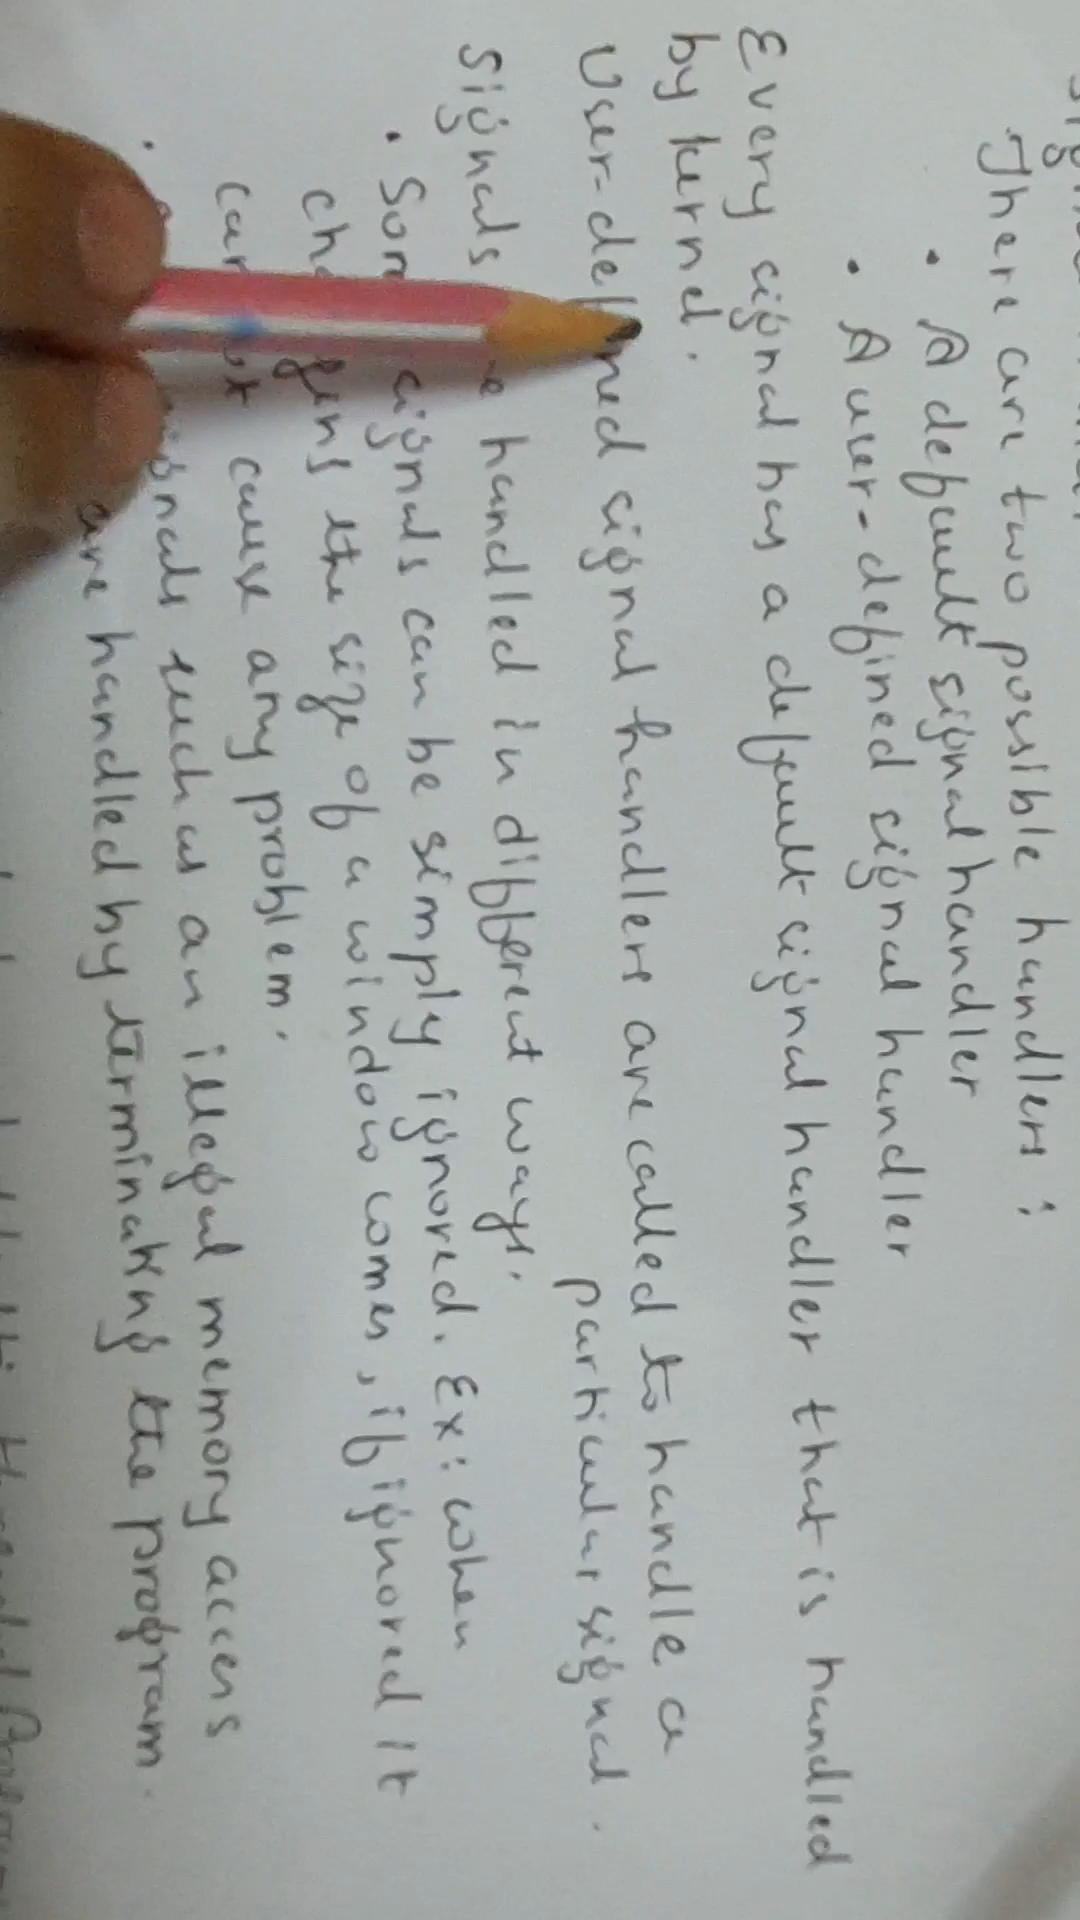 There are two possible handlers :
• A default signal handler
• A user-defined signal handler
Every signal has a default signal handler that is handled
by kernel.
User-defined signal handlers are called to handle a
particular signal.
Signals handled in different ways.
• signals can be simply ignored. Ex: when
the size of a window comes, if ignored it
cause any problem.
• such as an illegal memory access
are handled by terminating the program.